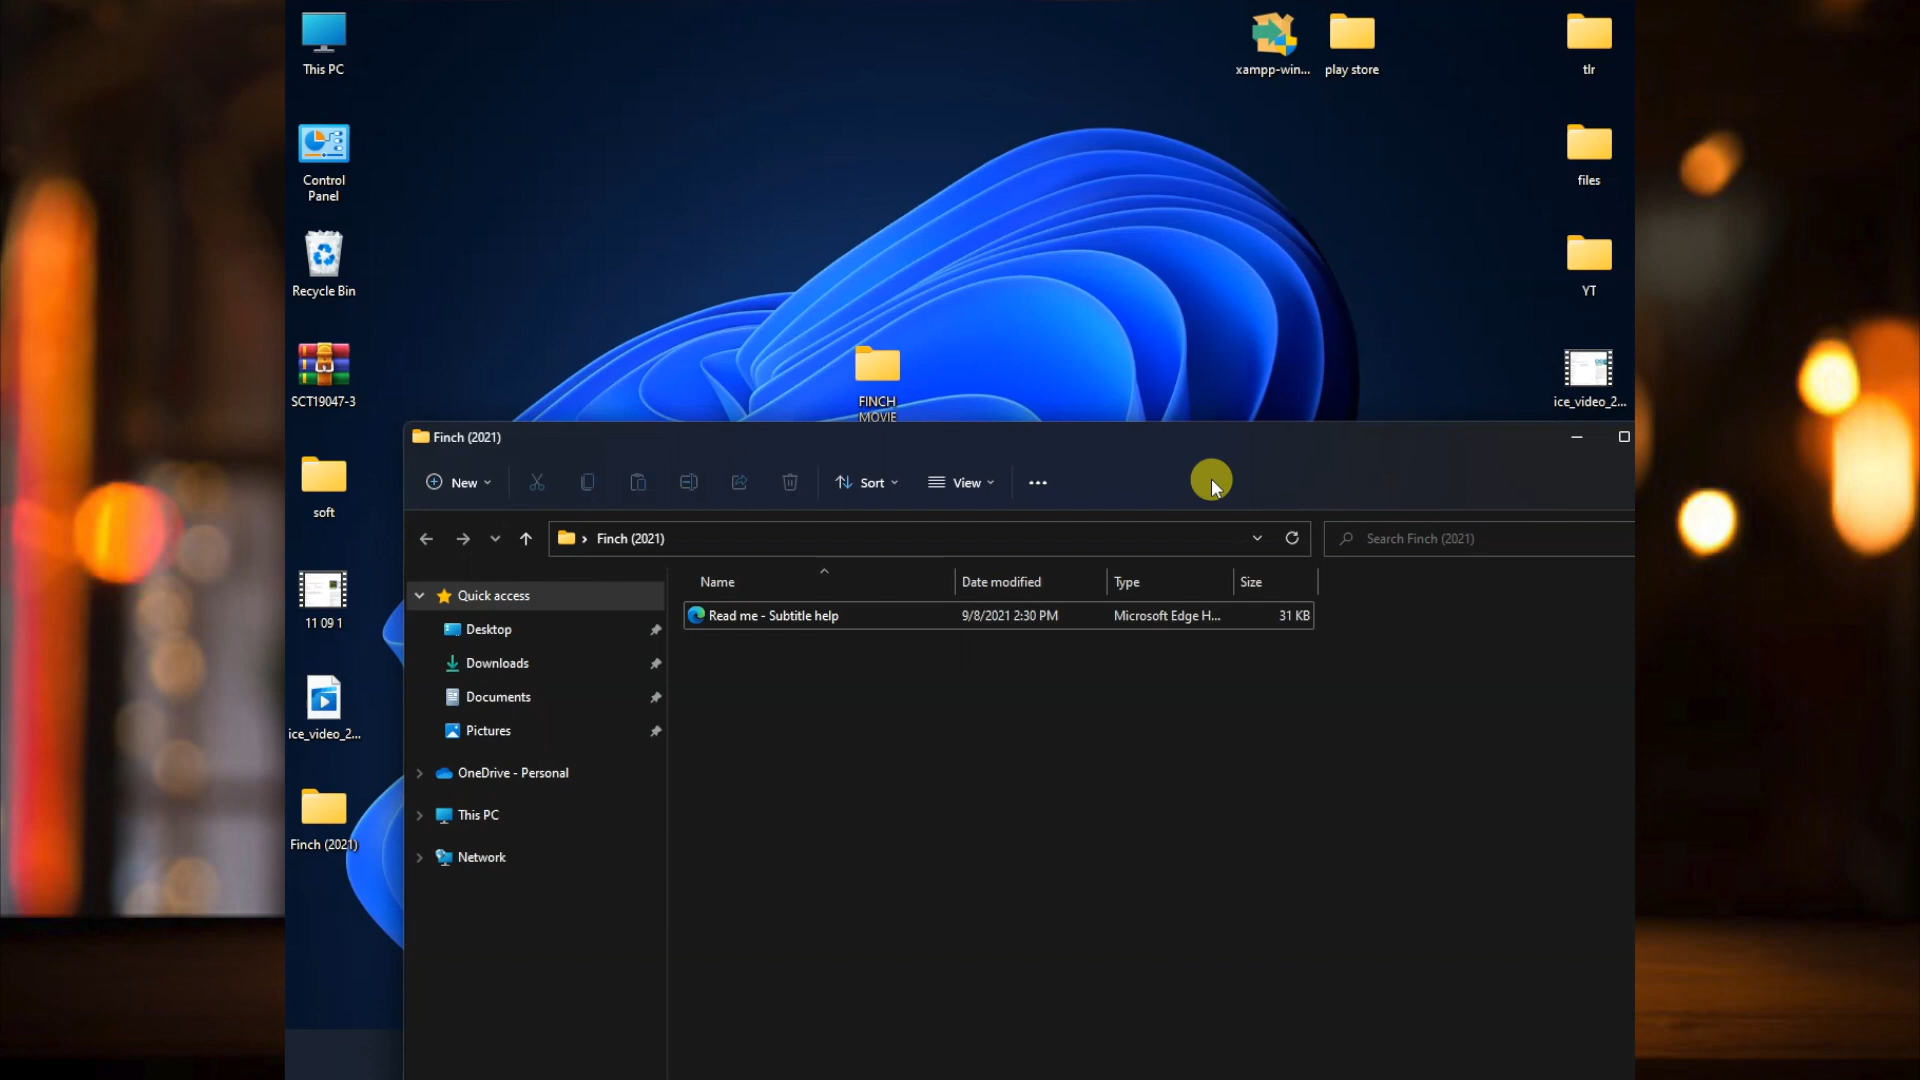 This PC
Control
Panel
Recycle Bin
SCT19047-3
soft
11 09 1
ice_video_2...
Finch (2021)
xampp-win...
play store
tlr
files
YT
ice_video_2...
FINCH
MOVIE
Finch (2021)
New
Sort
View
Finch (2021)
Search Finch (2021)
Name
Date modified
Type
Size
Read me - Subtitle help
9/8/2021 2:30 PM
Microsoft Edge H...
31 KB
Quick access
Desktop
Downloads
Documents
Pictures
OneDrive - Personal
This PC
Network